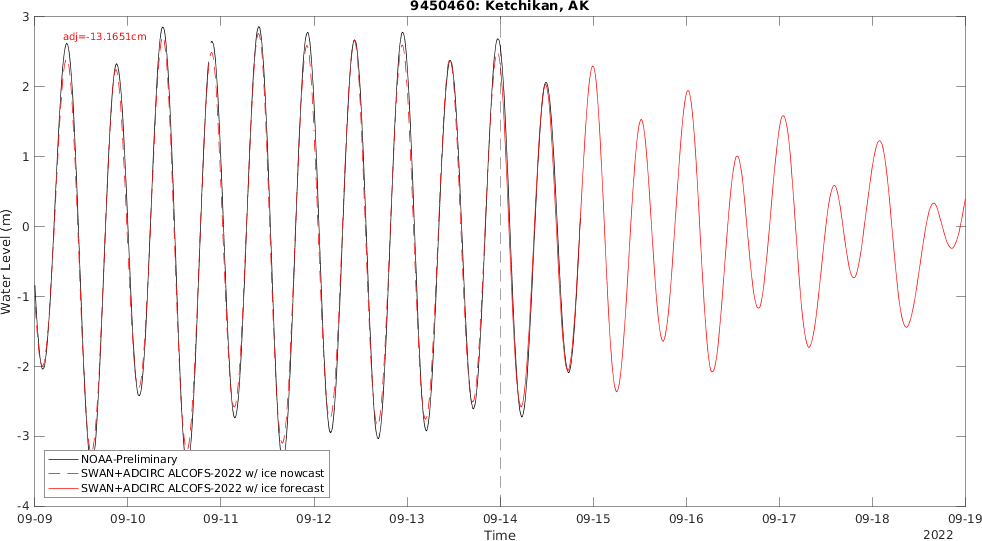 9450460: Ketchikan, AK
adj=-13.1651cm
3
2
1
0
-1
-2
-3
-4
Water Level (m)
NOAA-Preliminary
SWAN+ADCIRC ALCOFS-2022 w/ ice nowcast
SWAN+ADCIRC ALCOFS-2022 w/ ice forecast
09-09 09-10 09-11 09-12 09-13 09-14 09-15 09-16 09-17 09-18 09-19
Time
2022